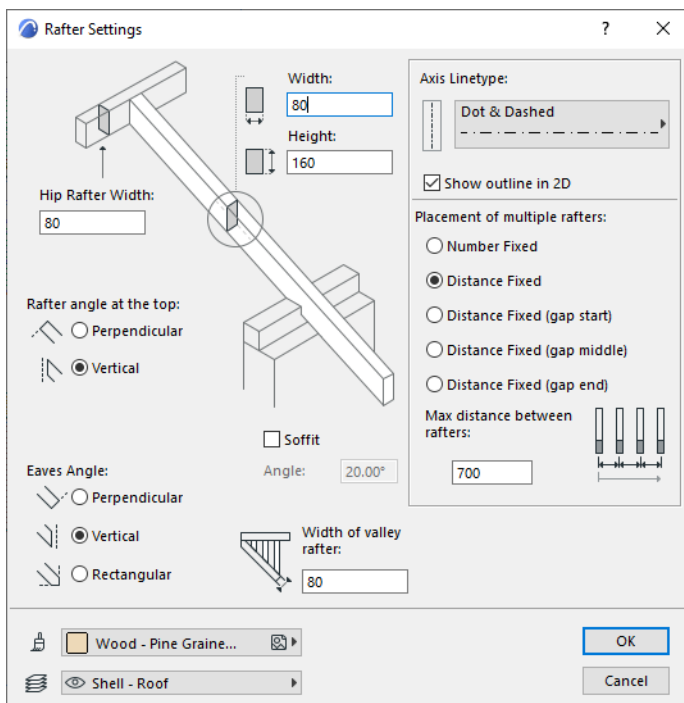 Rafter Settings
?
Width:
80
Height:
160
Hip Rafter Width:
80
Rafter angle at the top:
Perpendicular
Vertical
Soffit
Angle:
20.00°
Eaves Angle:
Perpendicular
Vertical
Rectangular
Width of valley
rafter:
80
Axis Linetype:
Dot & Dashed
Show outline in 2D
Placement of multiple rafters:
Number Fixed
Distance Fixed
Distance Fixed (gap start)
Distance Fixed (gap middle)
Distance Fixed (gap end)
Max distance between
rafters:
700
Wood - Pine Graine...
Shell - Roof
OK
Cancel